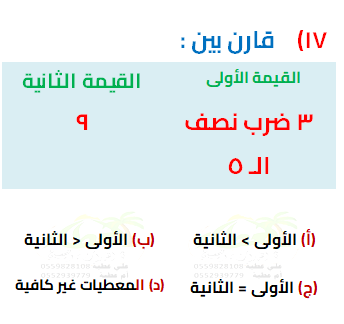 ١٧) قارن بين :
القيمة الأولى
القيمة الثانية
٣ ضرب نصف
الـ ٥
٩
(أ) الأولى > الثانية
(ب) الأولى < الثانية
(ج) الأولى = الثانية
(د) المعطيات غير كافية